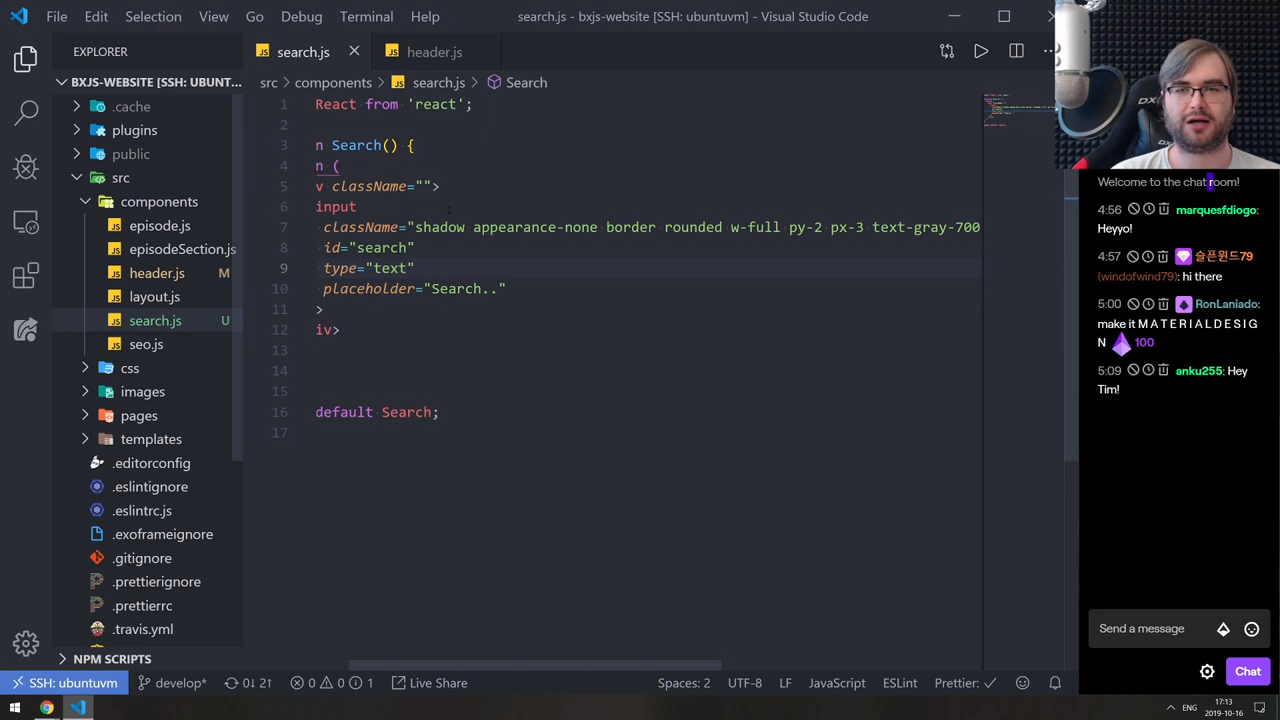 File Edit Selection View Go Debug Terminal Help
search.js - bxjs-website [SSH: ubuntuvm] - Visual Studio Code
EXPLORER
BXJS-WEBSITE [SSH: UBUNT...
.cache
plugins
public
src
components
episode.js
episodeSection.js
header.js M
layout.js
search.js U
seo.js
css
images
pages
templates
.editorconfig
.eslintignore
.eslintrc.js
.exoframeignore
.gitignore
.prettierignore
.prettierrc
.travis.yml
NPM SCRIPTS
search.js
header.js
src components search.js Search
1 React from 'react';
2
3 n Search() {
4 n (
5 v className="">
6 input
7 className="shadow appearance-none border rounded w-full py-2 px-3 text-gray-700
8 id="search"
9 type="text"
10 placeholder="Search.."
11 >
12 iv>
13
14
15
16 default Search;
17
Welcome to the chat room!
4:56 marquesfdiogo:
Heyyo!
4:57 슬픈윈드79
(windofwind79): hi there
5:00 RonLaniado:
make it M A T E R I A L D E S I G
N 100
5:09 anku255: Hey
Tim!
Send a message
Chat
SSH: ubuntuvm develop* 0↓ 2↑ 0 0 1 Live Share Spaces: 2 UTF-8 LF JavaScript ESLint Prettier: ✓
ENG
17:13
2019-10-16